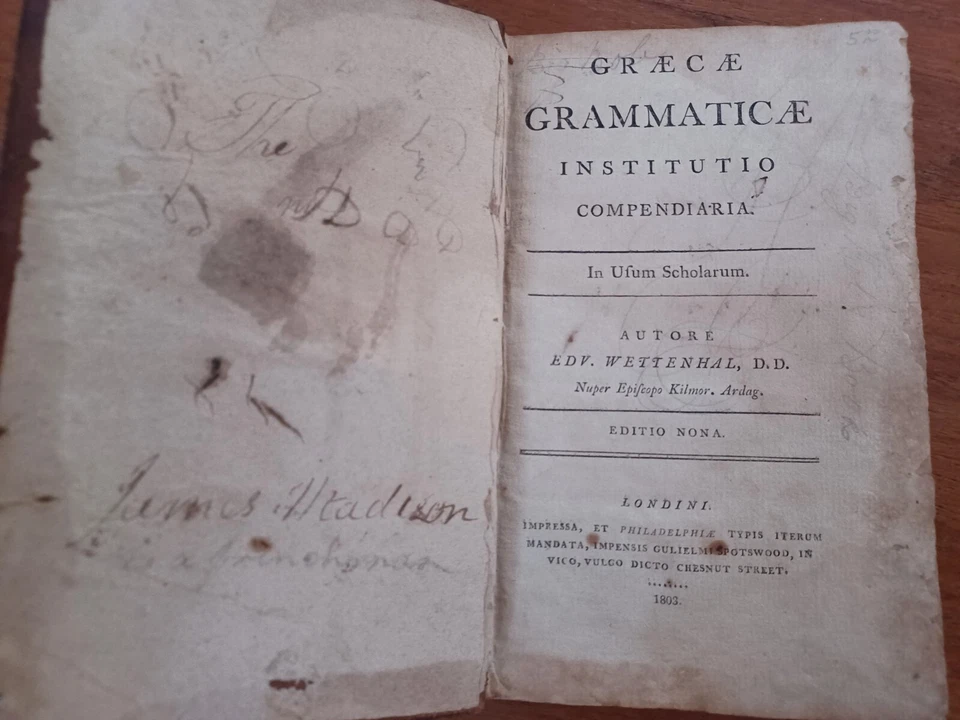 The
James Madison
52
GRÆCÆ
GRAMMATICÆ
INSTITUTIO
COMPENDIARIA.
In Uſum Scholarum.
AUTORE
EDV. WETTENHAL, D.D.
Nuper Epiſcopo Kilmor. Ardag.
EDITIO NONA.
LONDINI.
IMPRESSA, ET PHILADELPHIÆ TYPIS ITERUM
MANDATA, IMPENSIS GULIELMI SPOTSWOOD, IN
VICO, VULGO DICTO CHESNUT STREET.
1803.